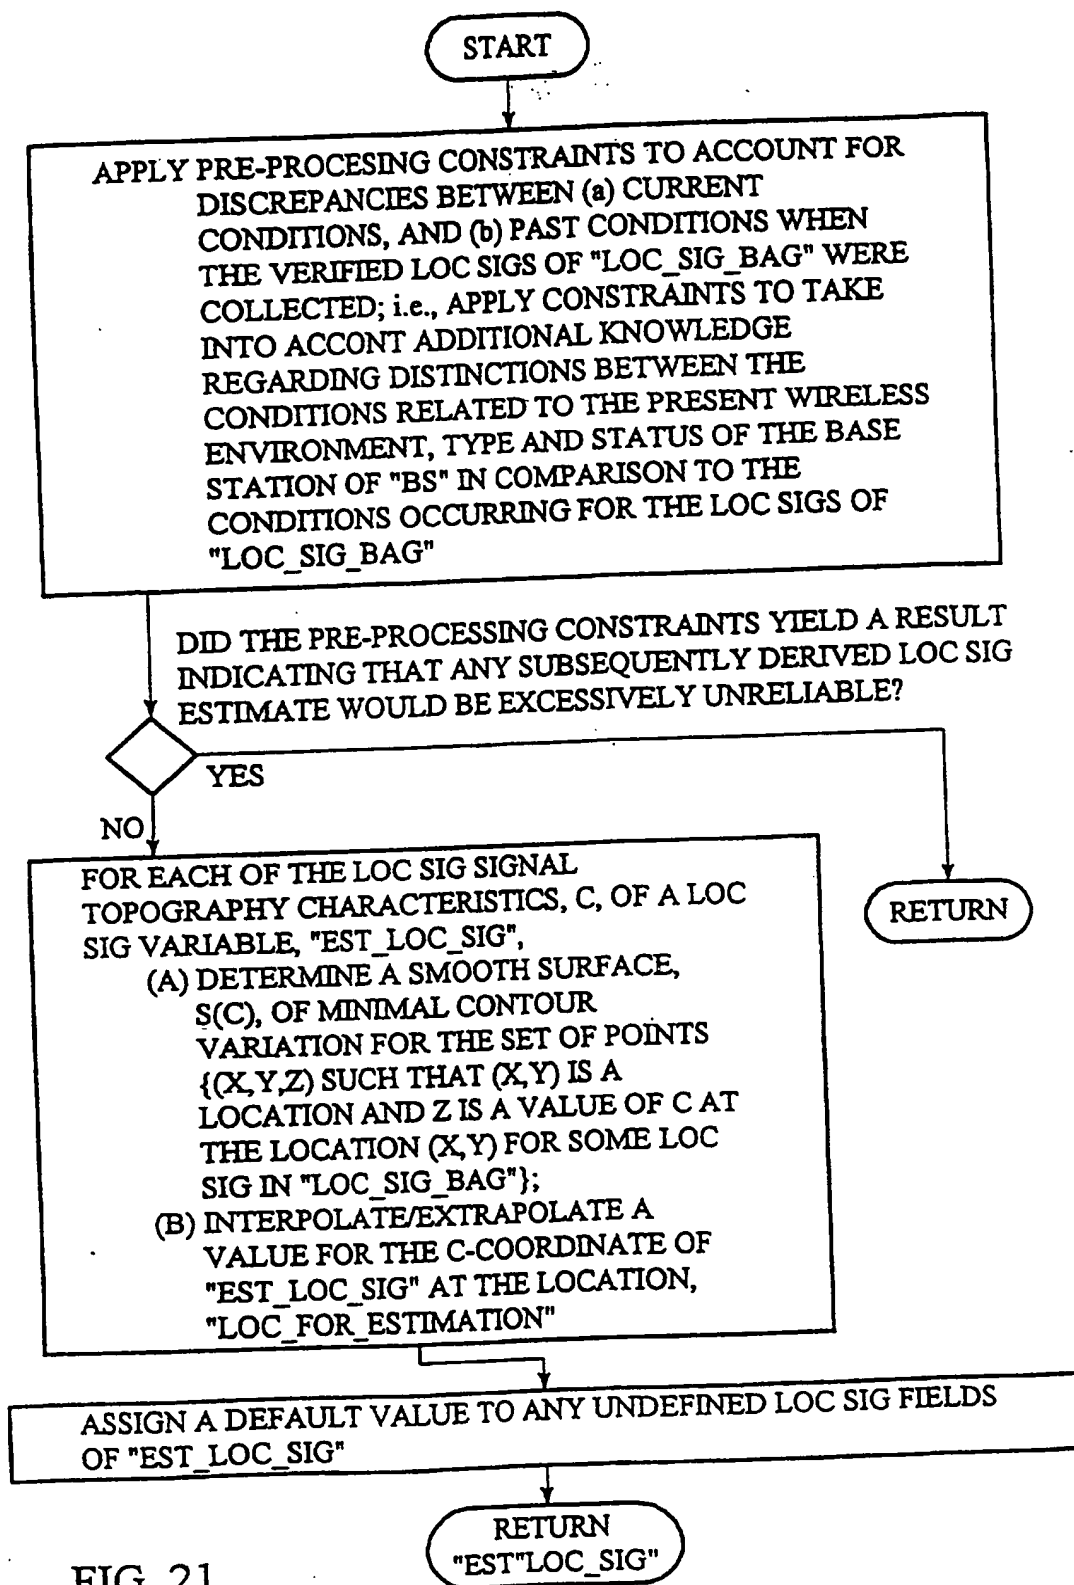 START
APPLY PRE-PROCESING CONSTRAINTS TO ACCOUNT FOR
DISCREPANCIES BETWEEN (a) CURRENT
CONDITIONS, AND (b) PAST CONDITIONS WHEN
THE VERIFIED LOC SIGS OF "LOC_SIG_BAG" WERE
COLLECTED; i.e., APPLY CONSTRAINTS TO TAKE
INTO ACCONT ADDITIONAL KNOWLEDGE
REGARDING DISTINCTIONS BETWEEN THE
CONDITIONS RELATED TO THE PRESENT WIRELESS
ENVIRONMENT, TYPE AND STATUS OF THE BASE
STATION OF "BS" IN COMPARISON TO THE
CONDITIONS OCCURRING FOR THE LOC SIGS OF
"LOC_SIG_BAG"
DID THE PRE-PROCESSING CONSTRAINTS YIELD A RESULT
INDICATING THAT ANY SUBSEQUENTLY DERIVED LOC SIG
ESTIMATE WOULD BE EXCESSIVELY UNRELIABLE?
YES
NO
FOR EACH OF THE LOC SIG SIGNAL
TOPOGRAPHY CHARACTERISTICS, C, OF A LOC
SIG VARIABLE, "EST_LOC_SIG",
(A) DETERMINE A SMOOTH SURFACE,
S(C), OF MINIMAL CONTOUR
VARIATION FOR THE SET OF POINTS
{(X,Y,Z) SUCH THAT (X,Y) IS A
LOCATION AND Z IS A VALUE OF C AT
THE LOCATION (X,Y) FOR SOME LOC
SIG IN "LOC_SIG_BAG"};
(B) INTERPOLATE/EXTRAPOLATE A
VALUE FOR THE C-COORDINATE OF
"EST_LOC_SIG" AT THE LOCATION,
"LOC_FOR_ESTIMATION"
RETURN
ASSIGN A DEFAULT VALUE TO ANY UNDEFINED LOC SIG FIELDS
OF "EST_LOC_SIG"
RETURN
"EST"LOC_SIG"
FIG. 21